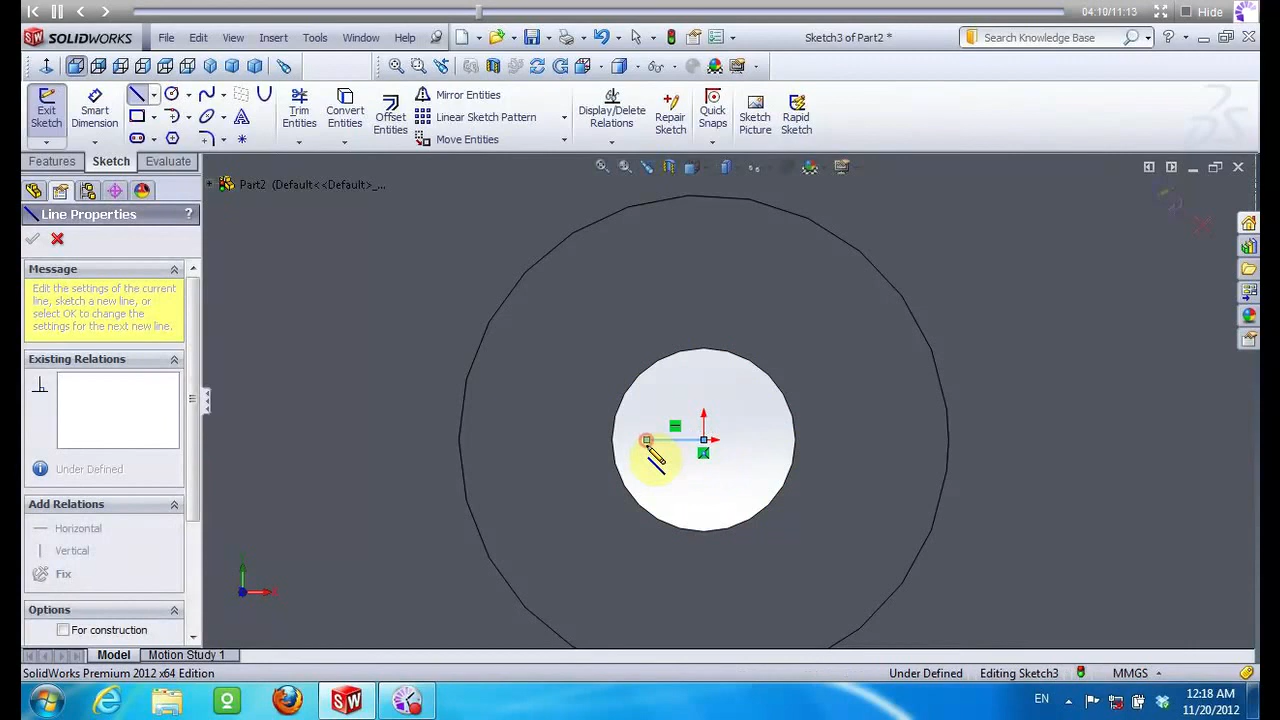 04:10/11:13
Hide
SOLIDWORKS
File Edit View Insert Tools Window Help
Sketch3 of Part2 *
Search Knowledge Base
Exit Sketch
Smart Dimension
Trim Entities
Convert Entities
Offset Entities
Mirror Entities
Linear Sketch Pattern
Move Entities
Display/Delete Relations
Repair Sketch
Quick Snaps
Sketch Picture
Rapid Sketch
Features Sketch Evaluate
Part2 (Default<<Default>_...
Line Properties
?
Message
Edit the settings of the current
line, sketch a new line, or
select OK to change the
settings for the next new line.
Existing Relations
Under Defined
Add Relations
Horizontal
Vertical
Fix
Options
For construction
Model Motion Study 1
SolidWorks Premium 2012 x64 Edition
Under Defined Editing Sketch3 MMGS
EN
12:18 AM
11/20/2012